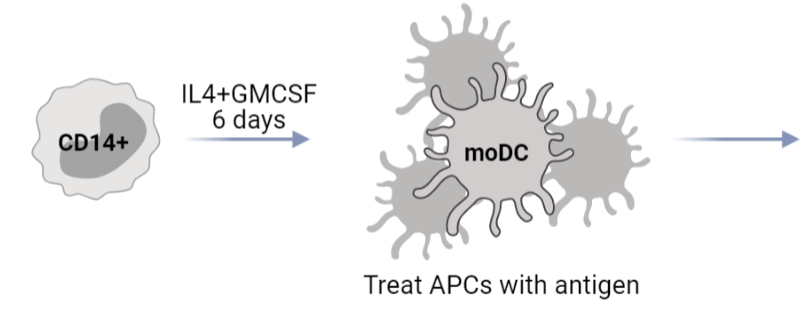 CD14+
IL4+GMCSF
6 days
moDC
Treat APCs with antigen